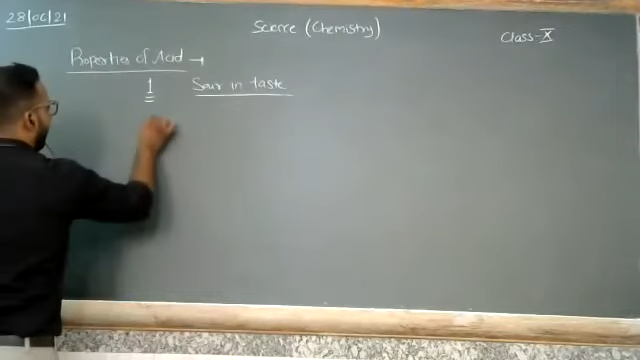 28/06/21
Science (Chemistry)
Class-X
Properties of Acid →
1 Sour in taste